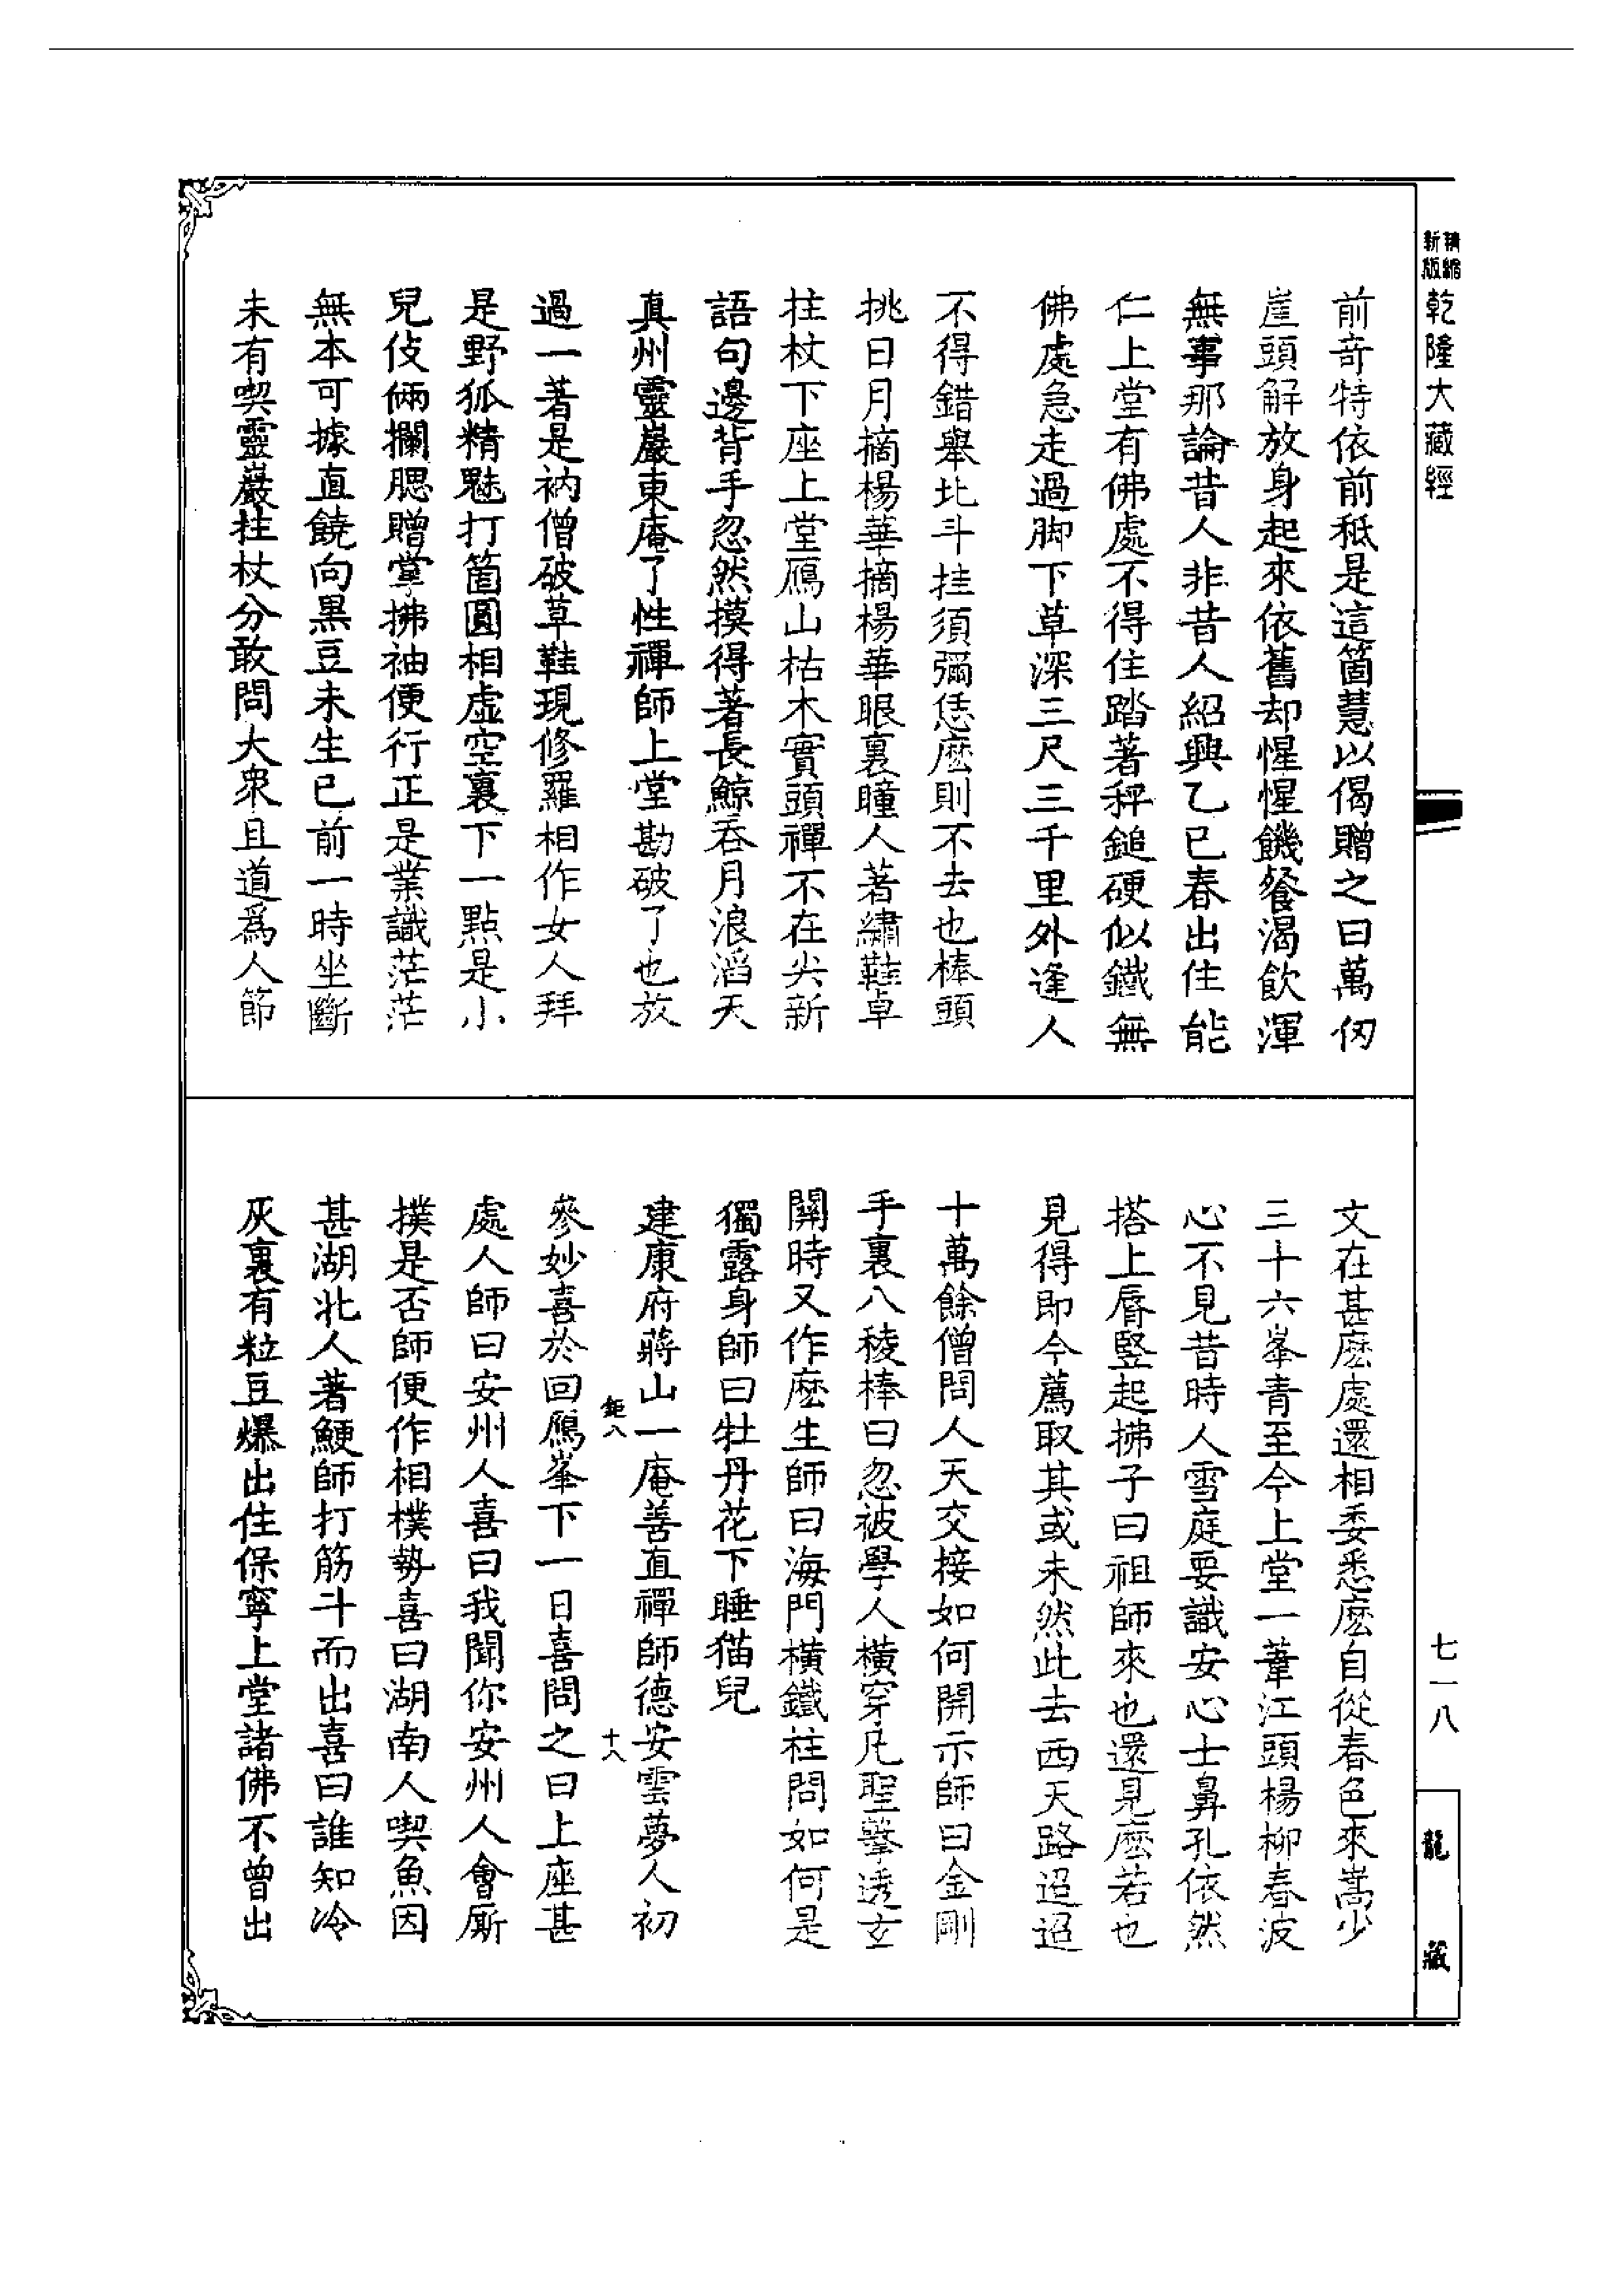 精縮
新版
乾隆大藏經
前奇特依前秪是這箇慧以偈贈之曰萬仞
崖頭解放身起來依舊却惺惺饑餐渴飲渾
無事那論昔人非昔人紹興乙巳春出住能
仁上堂有佛處不得住踏著秤鎚硬似鐵無
佛處急走過脚下草深三尺三千里外逢人
不得錯舉北斗挂須彌恁麽則不去也棒頭
挑日月摘楊華摘楊華眼裏瞳人著繡鞋卓
拄杖下座上堂鴈山枯木實頭禪不在尖新
語句邊背手忽然摸得著長鯨吞月浪滔天
真州靈巖東庵了性禪師上堂勘破了也放
過一著是衲僧破草鞋現修羅相作女人拜
是野狐精魅打箇圓相虛空裏下一點是小
兒伎倆攔腮贈掌拂袖便行正是業識茫茫
無本可據直饒向黑豆未生已前一時坐斷
未有喫靈巖拄杖分敢問大衆且道爲人節
文在甚麽處還相委悉麽自從春色來嵩少
三十六峯青至今上堂一葦江頭楊柳春波
心不見昔時人雪庭要識安心士鼻孔依然
搭上脣竪起拂子曰祖師來也還見麽若也
見得即今薦取其或未然此去西天路迢迢
十萬餘僧問人天交接如何開示師曰金剛
手裏八稜棒曰忽被學人橫穿凡聖擊透玄
關時又作麽生師曰海門橫鐵柱問如何是
獨露身師曰牡丹花下睡猫兒
建康府蔣山一庵善直禪師德安雲夢人初
鉅八
十八
參妙喜於回鴈峯下一日喜問之曰上座甚
處人師曰安州人喜曰我聞你安州人會廝
撲是否師便作相樸勢喜曰湖南人喫魚因
甚湖北人著鯁師打筋斗而出喜曰誰知冷
灰裏有粒豆爆出住保寧上堂諸佛不曾出
七一八
龍藏